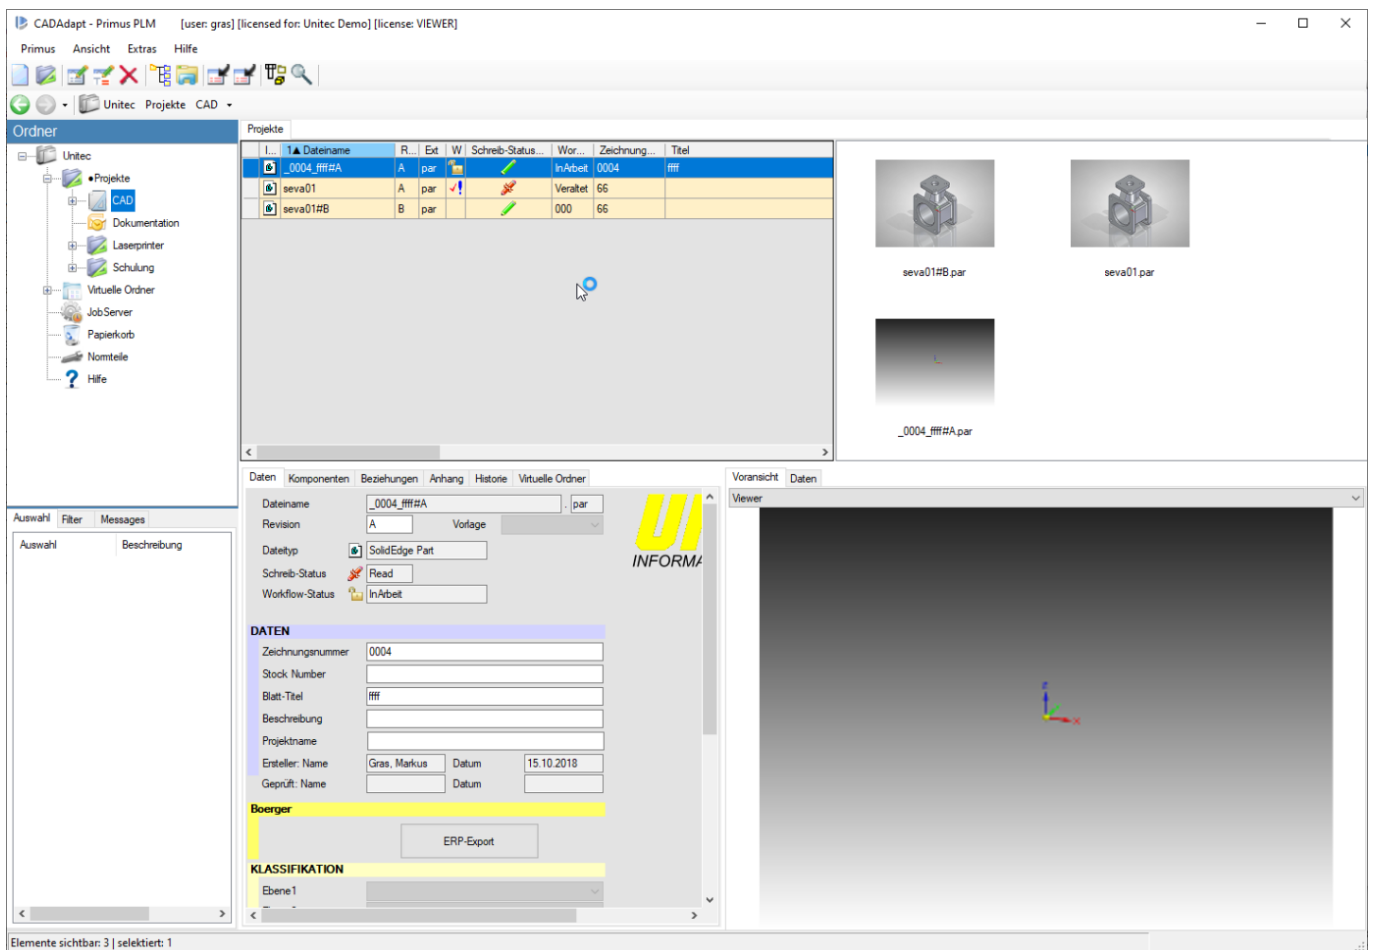 CADAdapt - Primus PLM [user: gras] [licensed for: Unitec Demo] [license: VIEWER]
Primus Ansicht Extras Hilfe
Unitec Projekte CAD
Ordner
Unitec
●Projekte
CAD
Dokumentation
Laserprinter
Schulung
Virtuelle Ordner
JobServer
Papierkorb
Normteile
Hilfe
Projekte
I... 1▲ Dateiname R... Ext W Schreib-Status... Wor... Zeichnung... Titel
_0004_ffff#A A par InArbeit 0004 ffff
seva01 A par Veraltet 66
seva01#B B par 000 66
seva01#B.par seva01.par
_0004_ffff#A.par
Auswahl Filter Messages
Auswahl Beschreibung
Daten Komponenten Beziehungen Anhang Historie Virtuelle Ordner
Dateiname _0004_ffff#A . par
Revision A Vorlage
Dateityp SolidEdge Part
Schreib-Status Read
Workflow-Status InArbeit
INFORMA
DATEN
Zeichnungsnummer 0004
Stock Number
Blatt-Titel ffff
Beschreibung
Projektname
Ersteller: Name Gras, Markus Datum 15.10.2018
Geprüft: Name Datum
Boerger
ERP-Export
KLASSIFIKATION
Ebene1
Voransicht Daten
Viewer
z
x
Elemente sichtbar: 3 | selektiert: 1